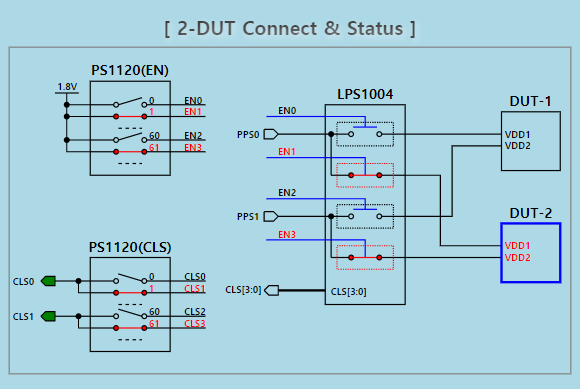 [ 2-DUT Connect & Status ]
PS1120(EN)
1.8V
0 EN0
1 EN1
60 EN2
61 EN3
PS1120(CLS)
CLS0
0 CLS0
1 CLS1
CLS1
60 CLS2
61 CLS3
LPS1004
EN0
PPS0
EN1
EN2
PPS1
EN3
CLS[3:0] CLS[3:0]
DUT-1
VDD1
VDD2
DUT-2
VDD1
VDD2